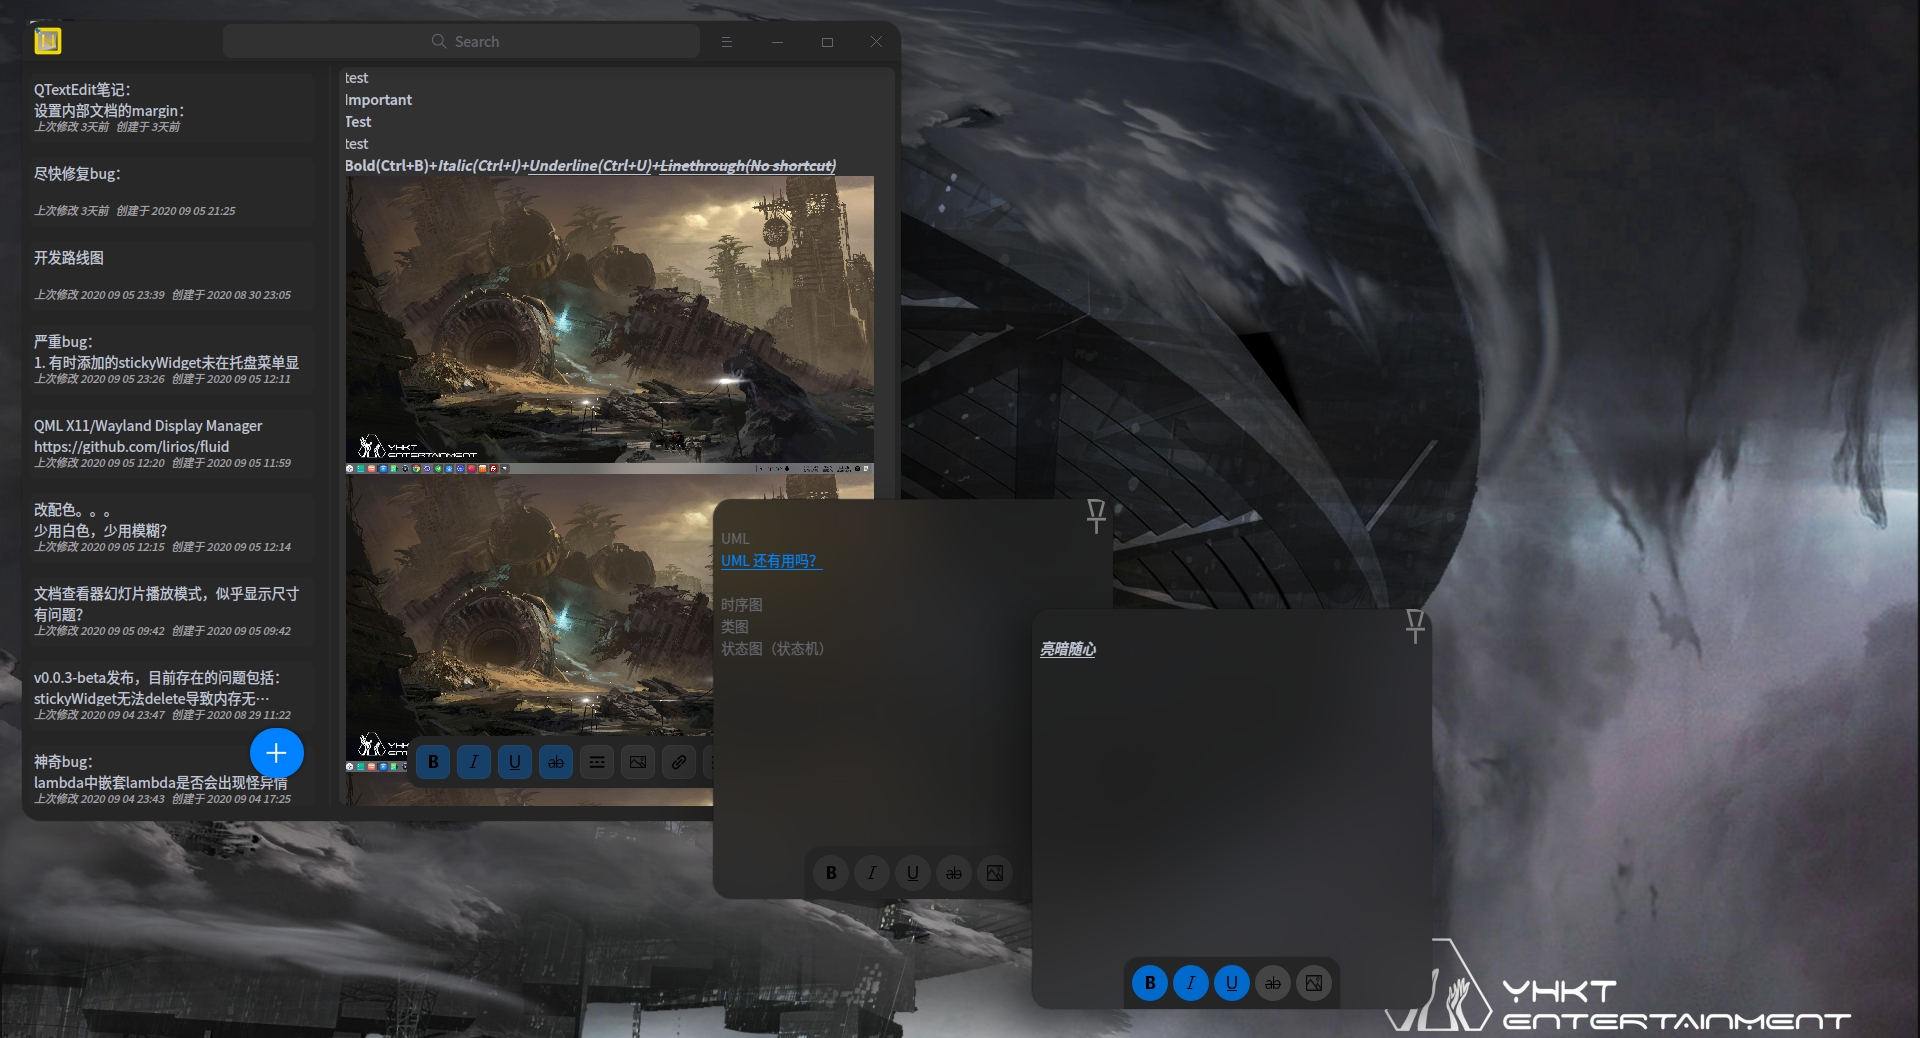 Search
QTextEdit笔记：
设置内部文档的margin：
上次修改 3天前 创建于 3天前
尽快修复bug：
上次修改 3天前 创建于 2020 09 05 21:25
开发路线图
上次修改 2020 09 05 23:39 创建于 2020 08 30 23:05
严重bug：
1. 有时添加的stickyWidget未在托盘菜单显
上次修改 2020 09 05 23:26 创建于 2020 09 05 12:11
QML X11/Wayland Display Manager
https://github.com/lirios/fluid
上次修改 2020 09 05 12:20 创建于 2020 09 05 11:59
改配色。。。
少用白色，少用模糊？
上次修改 2020 09 05 12:15 创建于 2020 09 05 12:14
文档查看器幻灯片播放模式，似乎显示尺寸
有问题？
上次修改 2020 09 05 09:42 创建于 2020 09 05 09:42
v0.0.3-beta发布，目前存在的问题包括：
stickyWidget无法delete导致内存无…
上次修改 2020 09 04 23:47 创建于 2020 08 29 11:22
神奇bug：
lambda中嵌套lambda是否会出现怪异情
上次修改 2020 09 04 23:43 创建于 2020 09 04 17:25
test
Important
Test
test
Bold(Ctrl+B)+Italic(Ctrl+I)+Underline(Ctrl+U)+Linethrough(No shortcut)
YHKT
ENTERTAINMENT
B I U ab
UML
UML 还有用吗？
时序图
类图
状态图（状态机）
B I U ab
亮暗随心
B I U ab
YHKT
ENTERTAINMENT